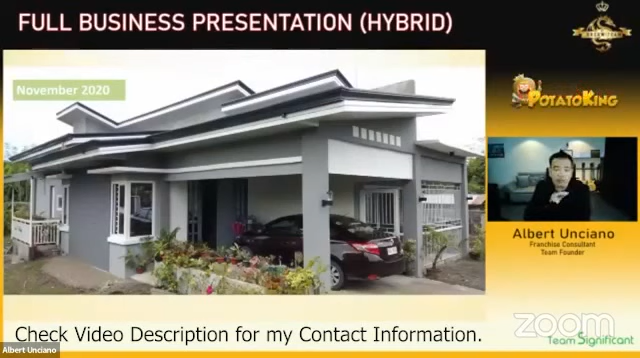 FULL BUSINESS PRESENTATION (HYBRID)
November 2020
POTATOKING
Albert Unciano
Franchise Consultant
Team Founder
Check Video Description for my Contact Information.
zoom
Team Significant
Albert Unciano